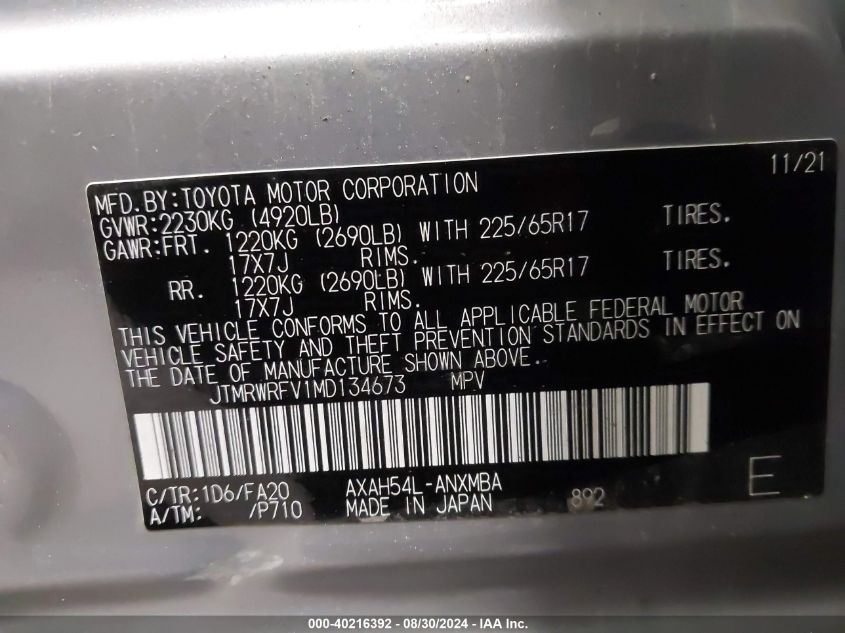 11/21
MFD.BY:TOYOTA MOTOR CORPORATION
GVWR:2230KG (4920LB)
GAWR:FRT. 1220KG (2690LB) WITH 225/65R17 TIRES.
17X7J RIMS.
RR. 1220KG (2690LB) WITH 225/65R17 TIRES.
17X7J RIMS.
THIS VEHICLE CONFORMS TO ALL APPLICABLE FEDERAL MOTOR
VEHICLE SAFETY AND THEFT PREVENTION STANDARDS IN EFFECT ON
THE DATE OF MANUFACTURE SHOWN ABOVE.
JTMRWRFV1MD134673 MPV
C/TR:1D6/FA20 AXAH54L-ANXMBA
A/TM: /P710 MADE IN JAPAN 892 E
000-40216392 - 08/30/2024 - IAA Inc.